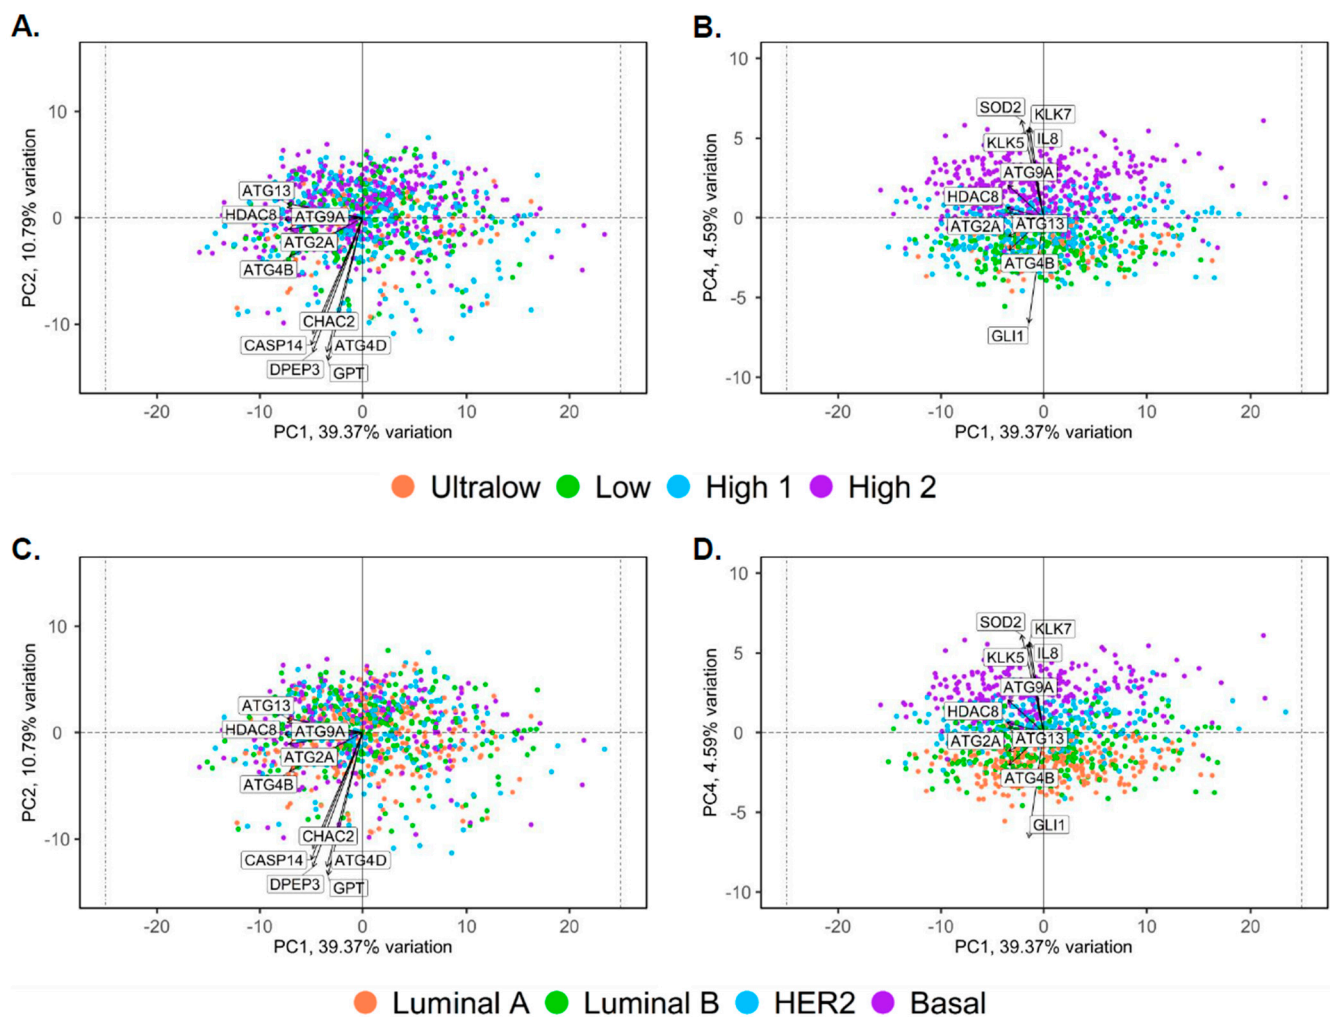 A.
B.
PC2, 10.79% variation
10
0
-10
ATG13
HDAC8
ATG9A
ATG2A
ATG4B
CHAC2
CASP14
ATG4D
DPEP3
GPT
-20
-10
0
10
20
PC1, 39.37% variation
PC4, 4.59% variation
10
5
0
-5
-10
SOD2
KLK7
KLK5
IL8
ATG9A
HDAC8
ATG2A
ATG13
ATG4B
GLI1
-20
-10
0
10
20
PC1, 39.37% variation
Ultralow Low High 1 High 2
C.
D.
PC2, 10.79% variation
10
0
-10
ATG13
HDAC8
ATG9A
ATG2A
ATG4B
CHAC2
CASP14
ATG4D
DPEP3
GPT
-20
-10
0
10
20
PC1, 39.37% variation
PC4, 4.59% variation
10
5
0
-5
-10
SOD2
KLK7
KLK5
IL8
ATG9A
HDAC8
ATG2A
ATG13
ATG4B
GLI1
-20
-10
0
10
20
PC1, 39.37% variation
Luminal A Luminal B HER2 Basal